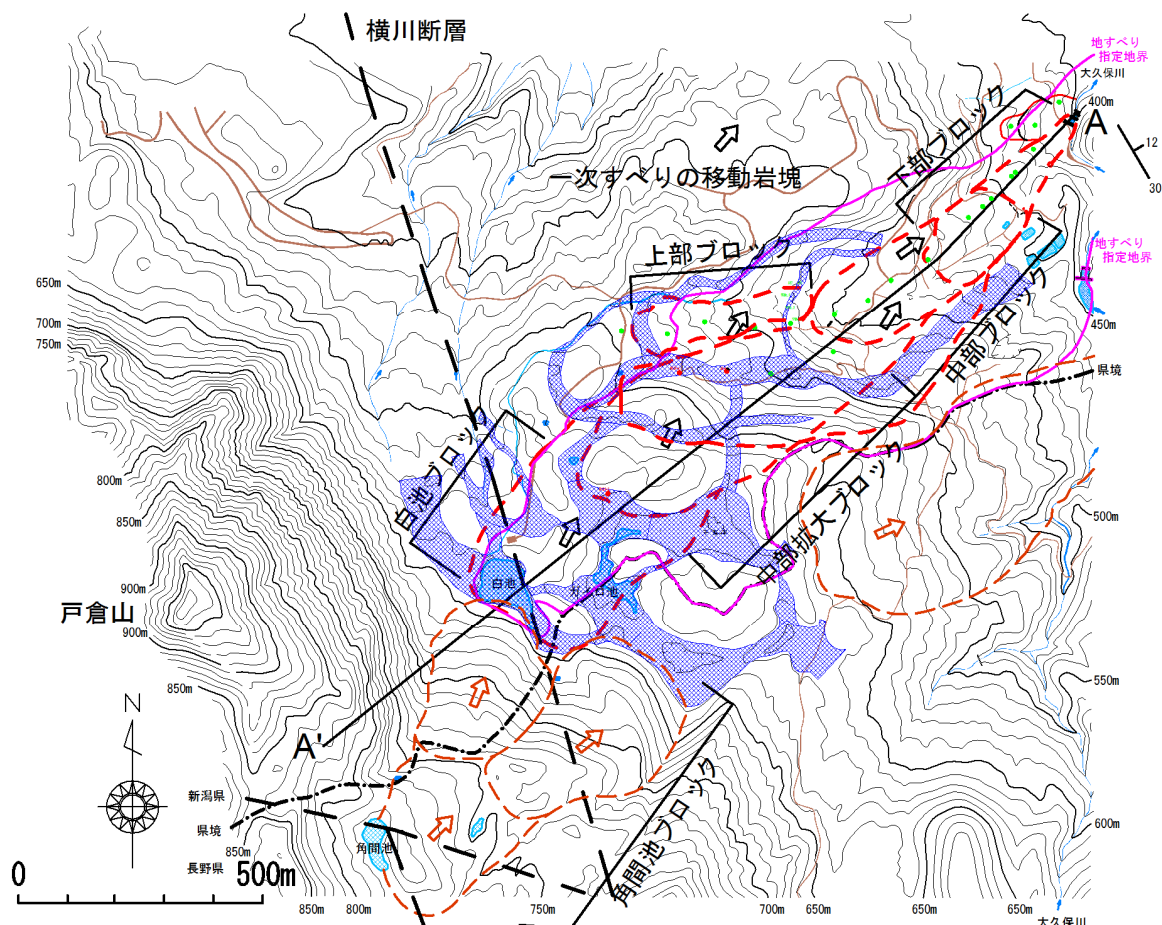 横川断層
地すべり
指定地界
大久保川
400m
A
12
30
下部ブロック
一次すべりの移動岩塊
上部ブロック
地すべり
指定地界
650m
700m
750m
450m
中部ブロック
県境
白池ブロック
800m
850m
500m
中部拡大ブロック
白池
900m
戸倉山
900m
850m
550m
N
A'
角間池ブロック
新潟県
県境
850m
長野県
角間池
600m
0
500m
850m
800m
750m
700m
650m
650m
650m
大久保川